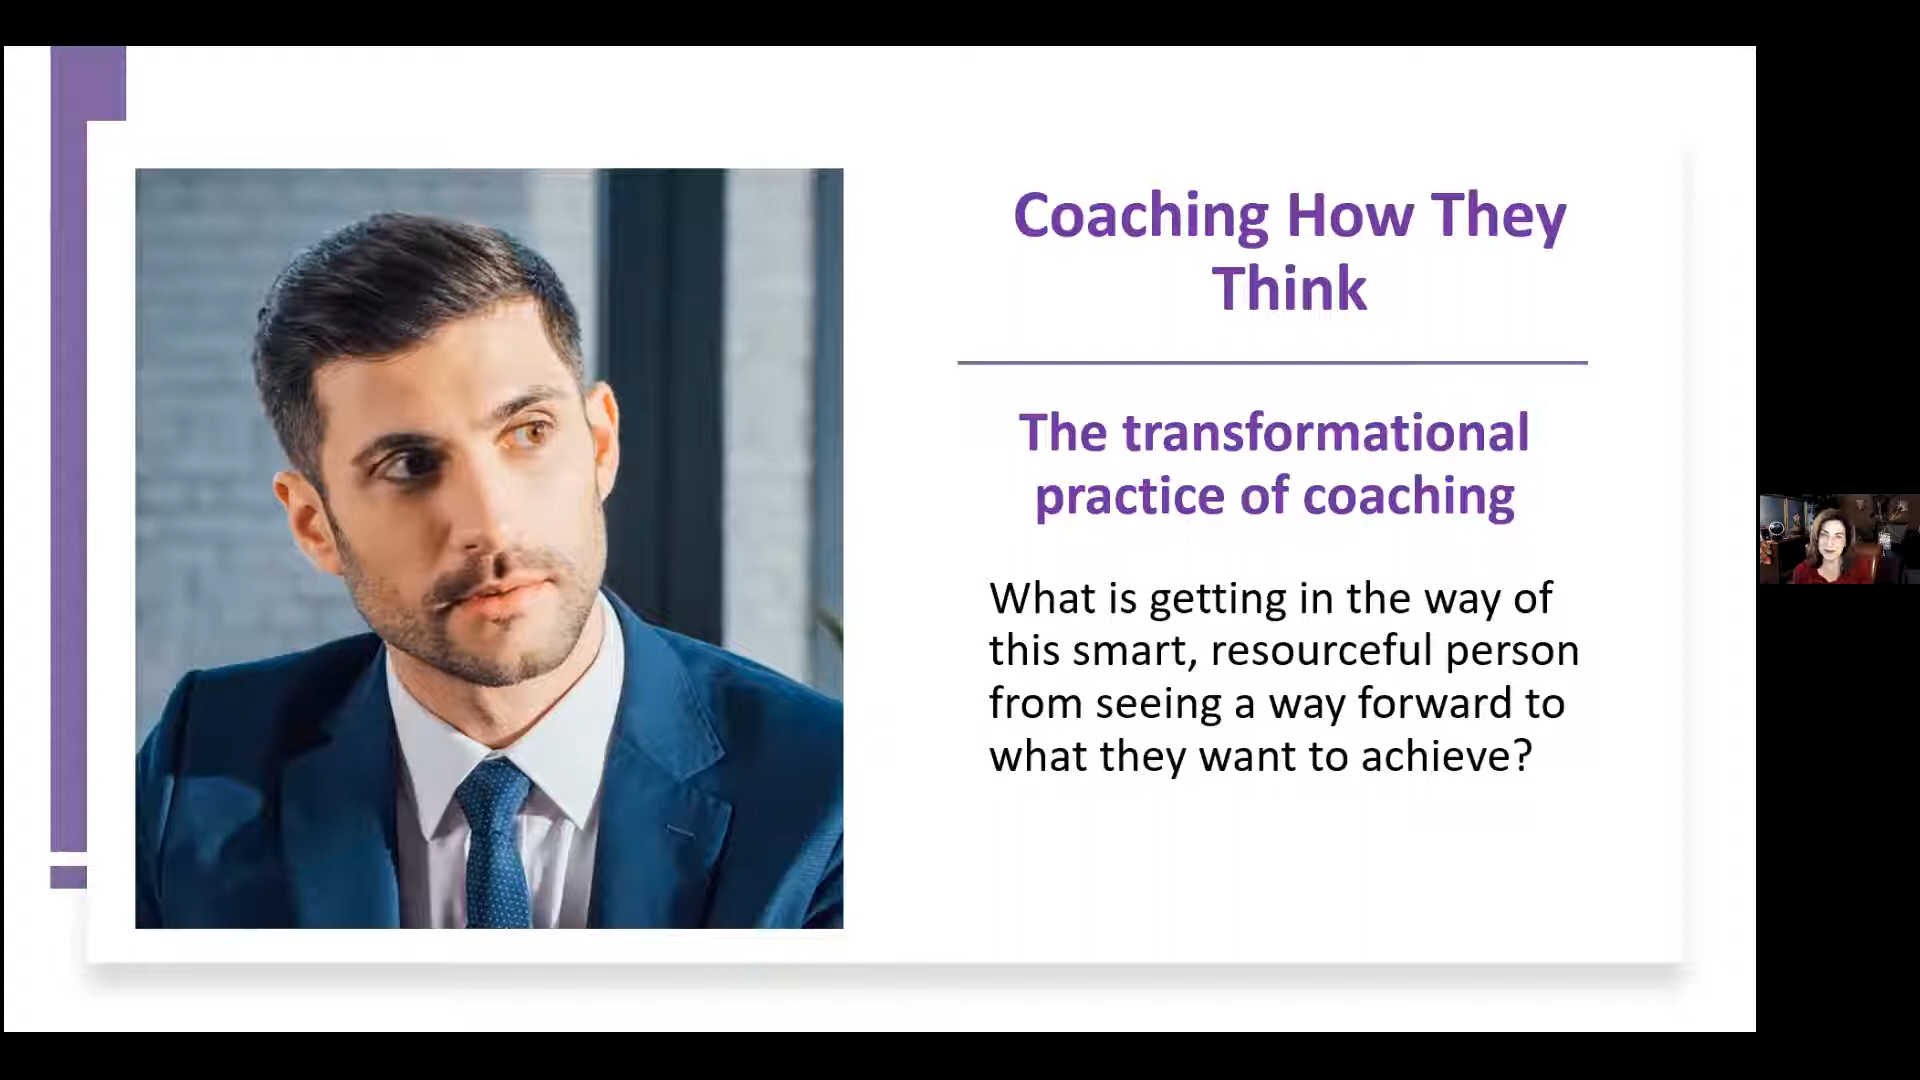 Coaching How They
Think
The transformational
practice of coaching
What is getting in the way of
this smart, resourceful person
from seeing a way forward to
what they want to achieve?